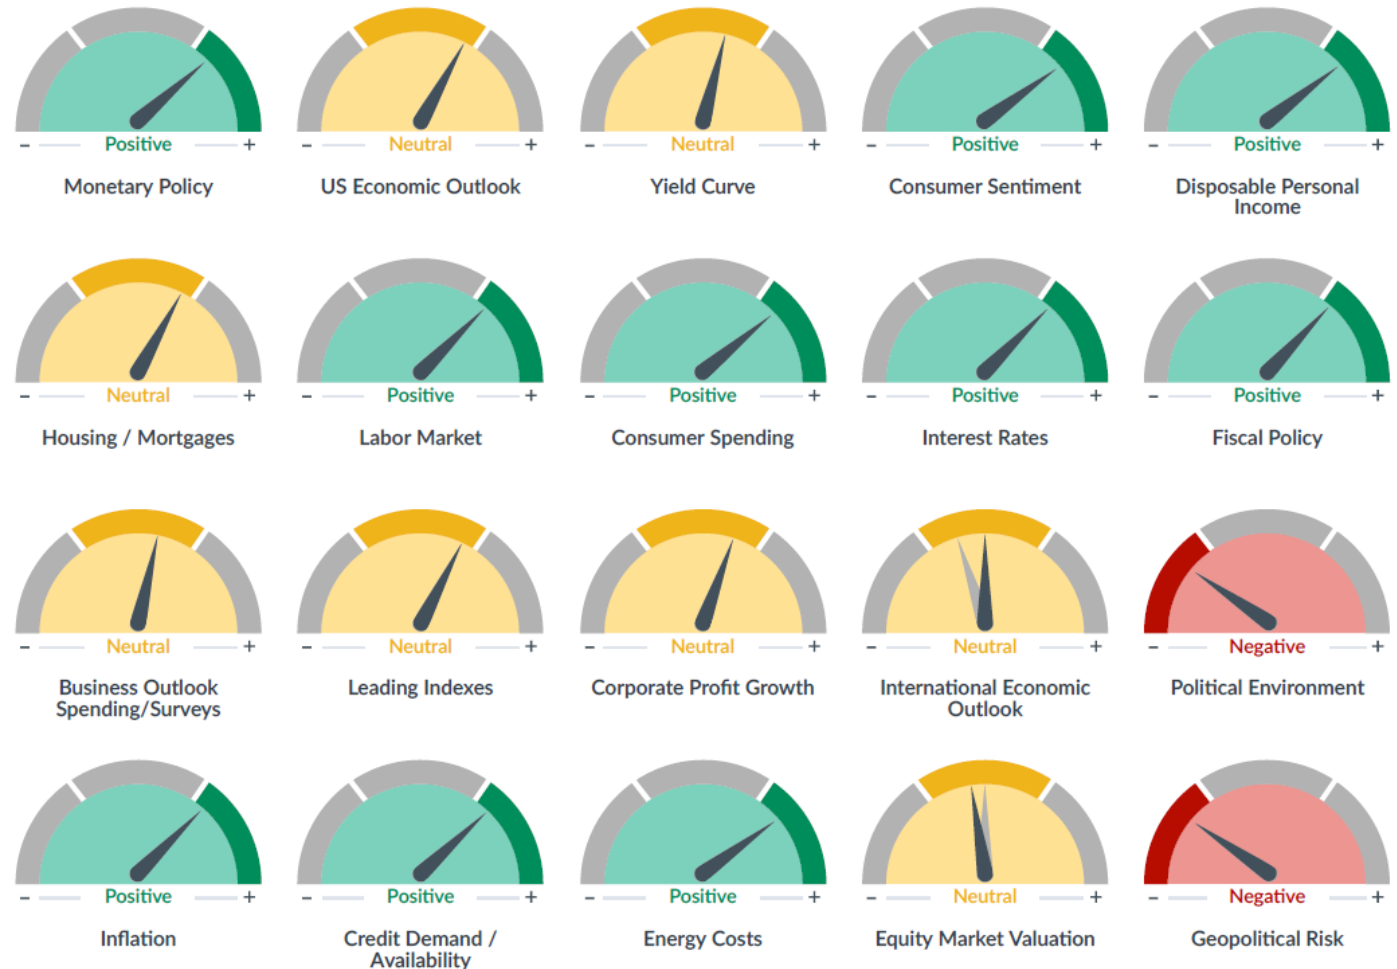 - Positive +
- Neutral +
- Neutral +
- Positive +
- Positive +
Monetary Policy
US Economic Outlook
Yield Curve
Consumer Sentiment
Disposable Personal
Income
- Neutral +
- Positive +
- Positive +
- Positive +
- Positive +
Housing / Mortgages
Labor Market
Consumer Spending
Interest Rates
Fiscal Policy
- Neutral +
- Neutral +
- Neutral +
- Neutral +
- Negative +
Business Outlook
Spending/Surveys
Leading Indexes
Corporate Profit Growth
International Economic
Outlook
Political Environment
- Positive +
- Positive +
- Positive +
- Neutral +
- Negative +
Inflation
Credit Demand /
Availability
Energy Costs
Equity Market Valuation
Geopolitical Risk